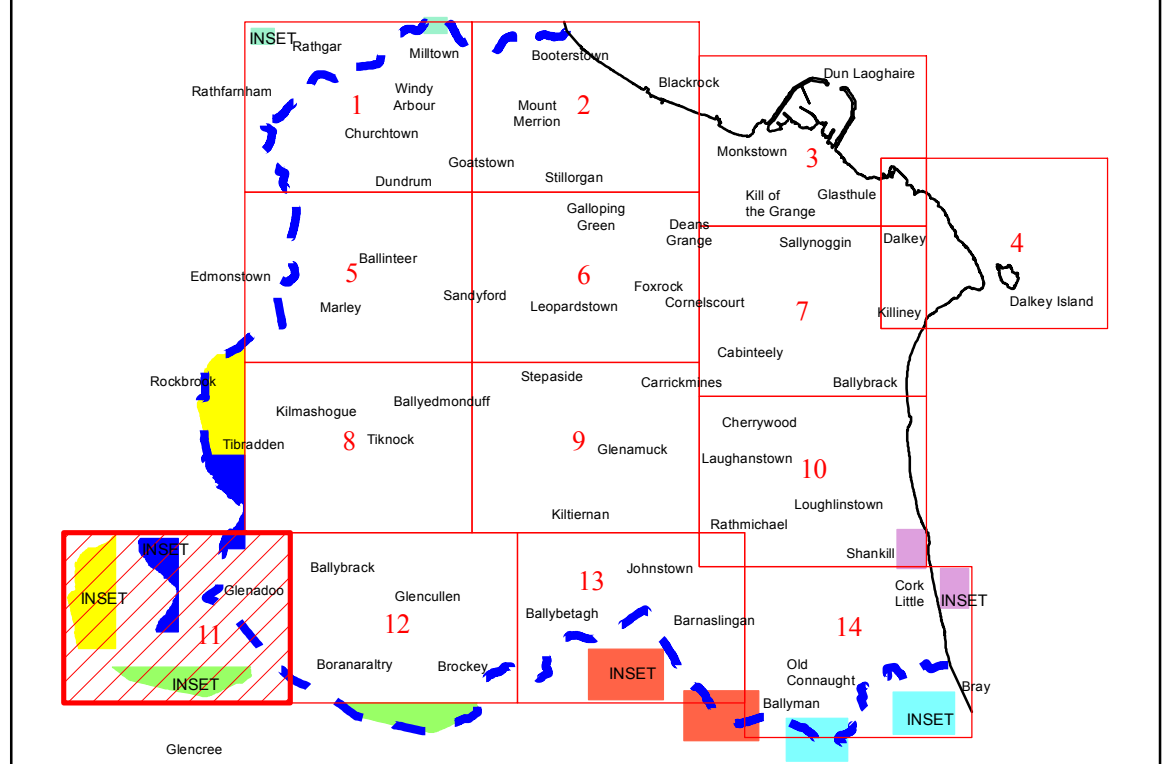 INSET
Rathgar
Milltown
Booterstown
Rathfarnham
Windy
Arbour
1
Churchtown
Dundrum
Goatstown
Mount
Merrion
2
Stillorgan
Blackrock
Dun Laoghaire
Monkstown
3
Kill of
the Grange
Glasthule
4
Dalkey Island
Edmonstown
5
Ballinteer
Marley
Sandyford
Galloping
Green
6
Leopardstown
Foxrock
Deans
Grange
Sallynoggin
Dalkey
Cornelscourt
7
Killiney
Cabinteely
Ballybrack
Rockbrook
Tibradden
Kilmashogue
Ballyedmonduff
8
Tiknock
Stepaside
Carrickmines
9
Glenamuck
Kiltiernan
Cherrywood
Laughanstown
10
Loughlinstown
Rathmichael
Shankill
INSET
INSET
Glenadoo
11
INSET
Ballybrack
Glencullen
12
Boranaraltry
Brockey
13
Johnstown
Ballybetagh
Barnaslingan
INSET
Cork
Little
INSET
14
Old
Connaught
Ballyman
Bray
INSET
Glencree